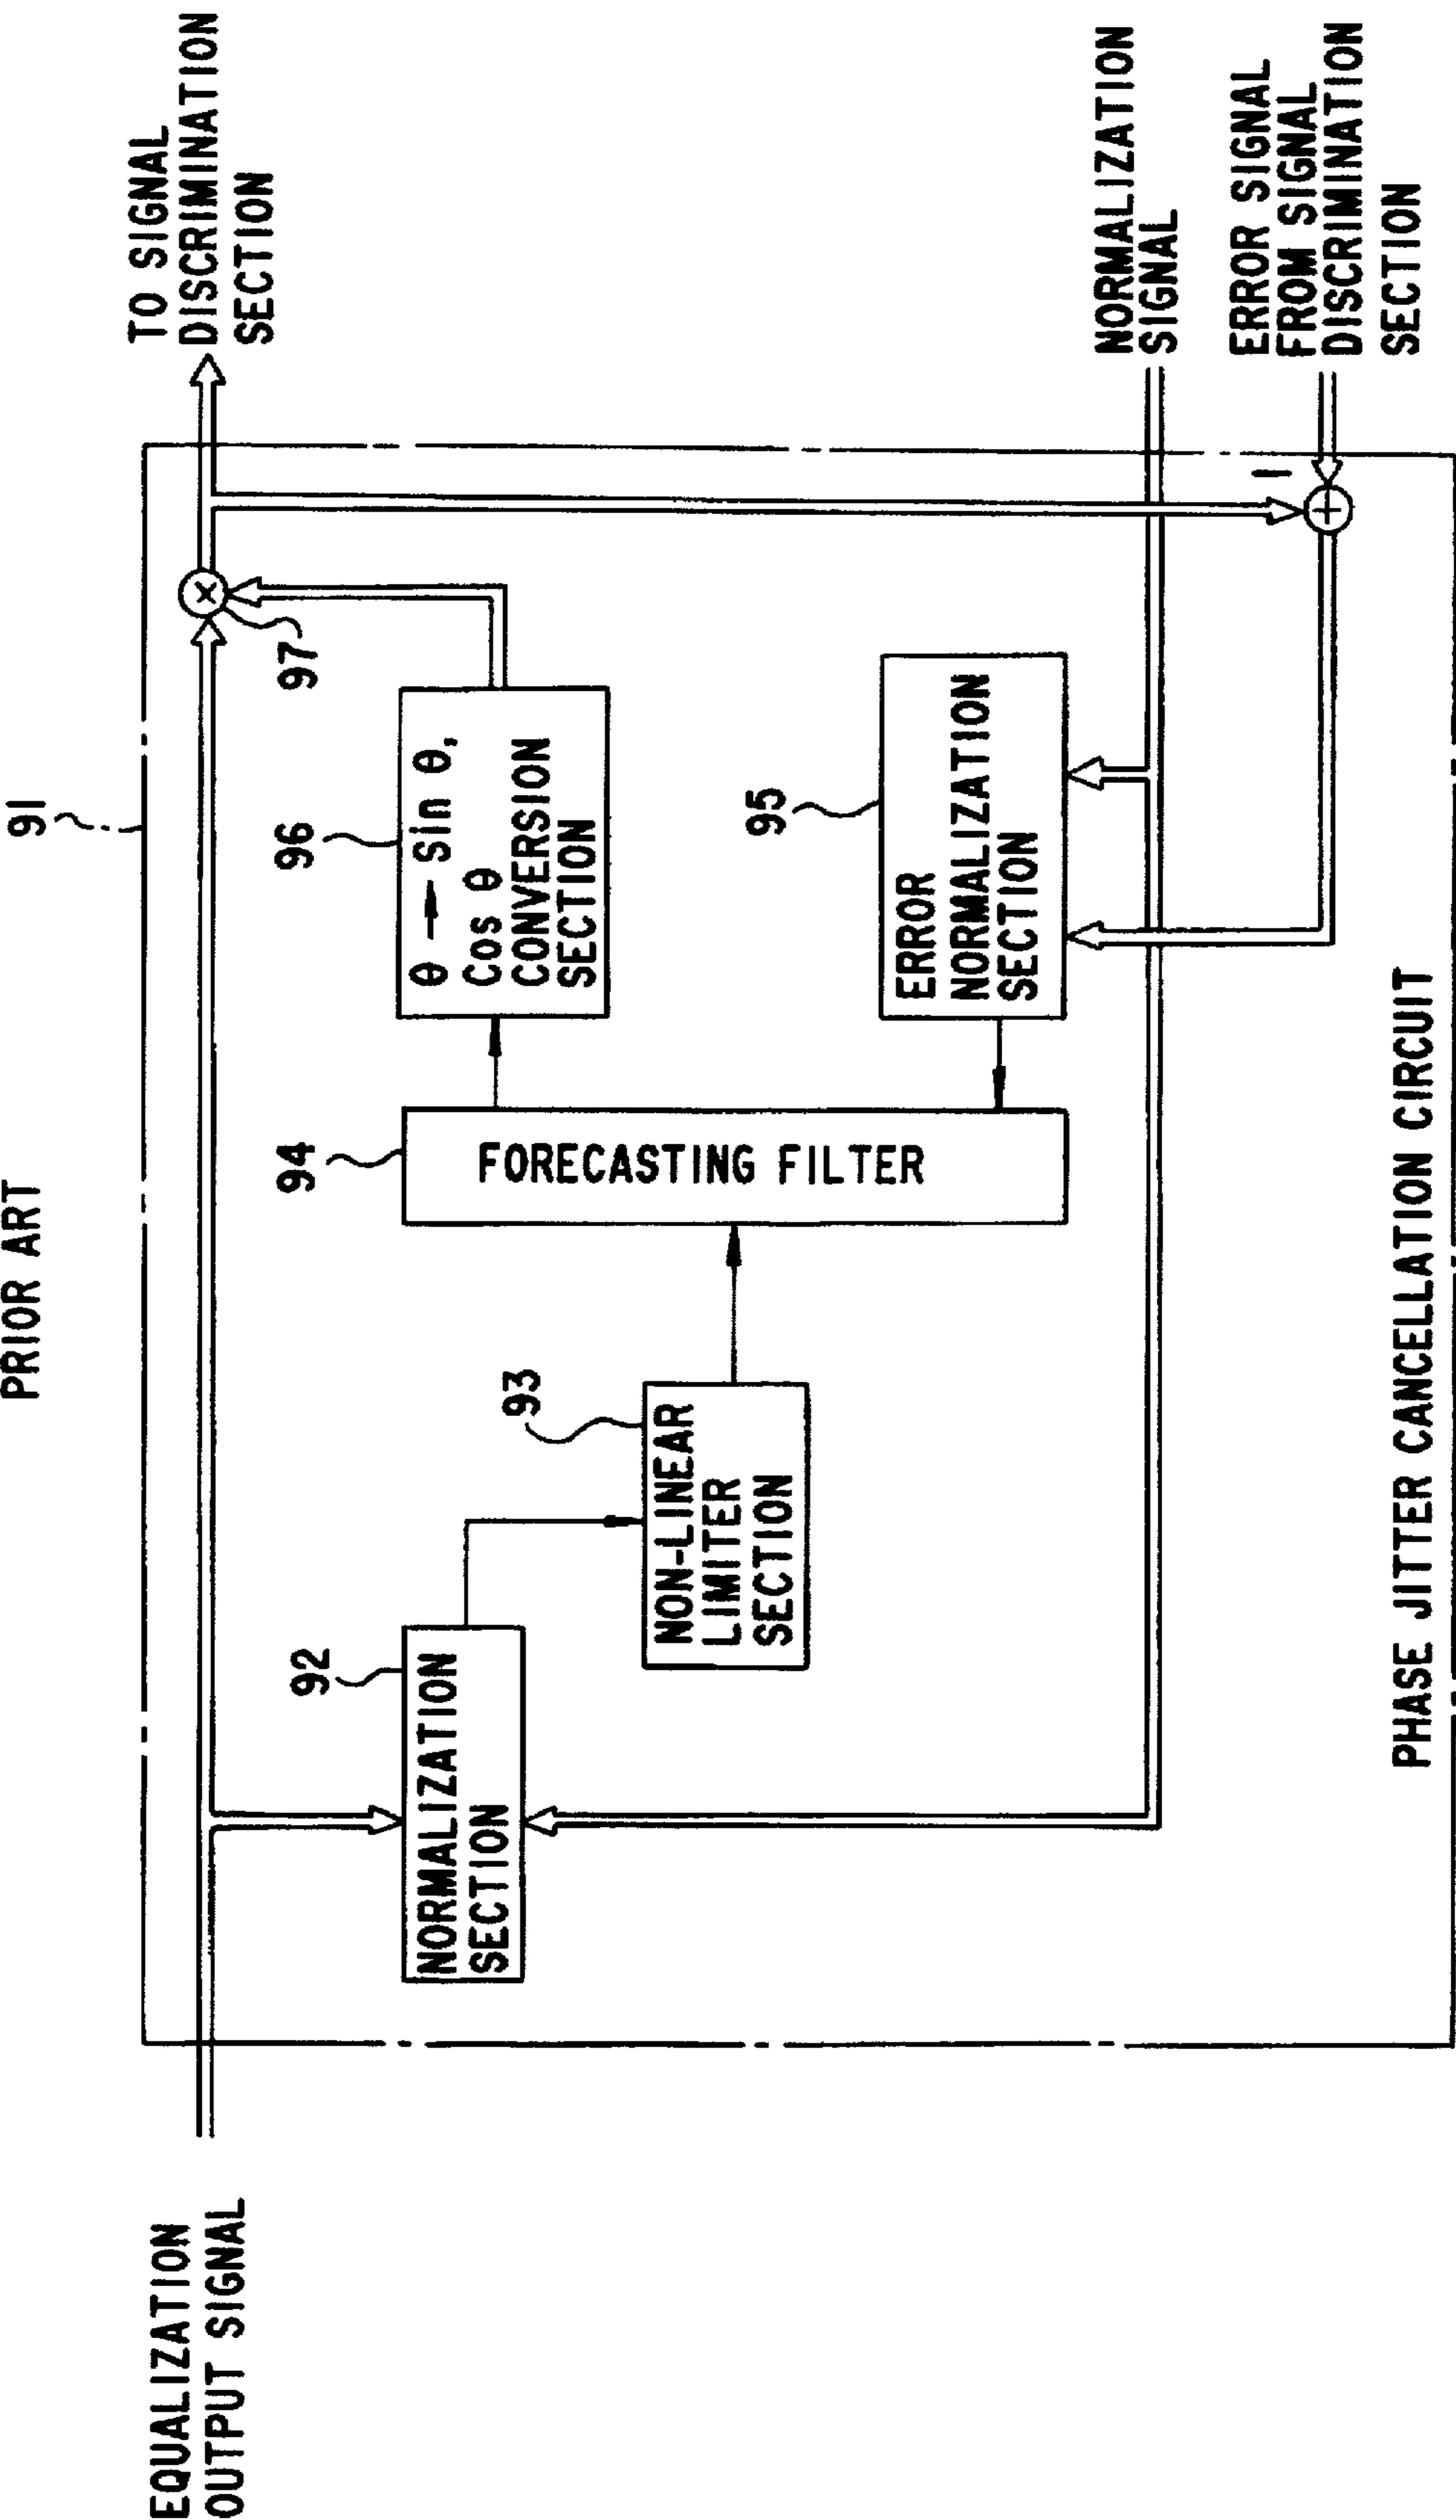 PRIOR ART
91
EQUALIZATION
OUTPUT SIGNAL
TO SIGNAL
DISCRIMINATION
SECTION
×
97
92
NORMALIZATION
SECTION
93
NON-LINEAR
LIMITER
SECTION
94
FORECASTING FILTER
96
θ → sin θ,
Cos θ
CONVERSION
SECTION
95
ERROR
NORMALIZATION
SECTION
NORMALIZATION
SIGNAL
ERROR SIGNAL
FROM SIGNAL
DISCRIMINATION
SECTION
−
+
PHASE JITTER CANCELLATION CIRCUIT